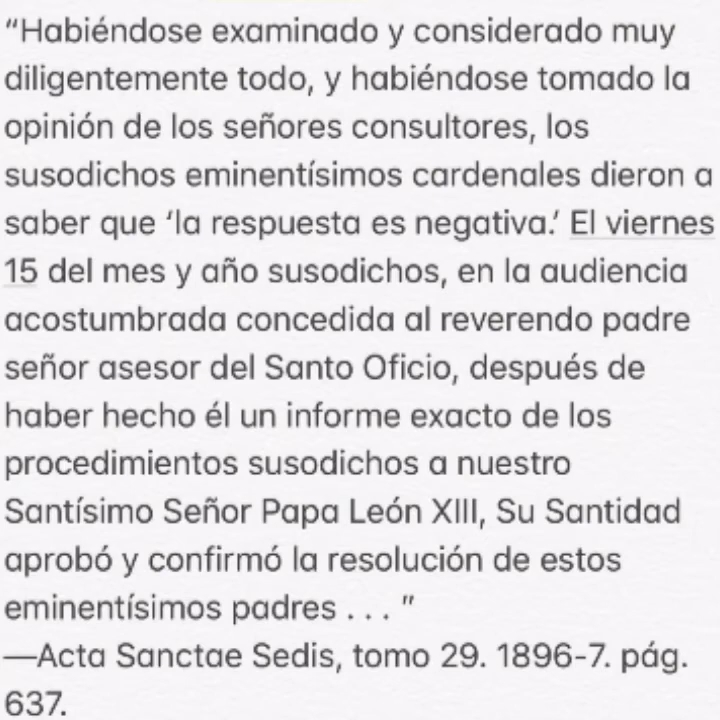 “Habiéndose examinado y considerado muy
diligentemente todo, y habiéndose tomado la
opinión de los señores consultores, los
susodichos eminentísimos cardenales dieron a
saber que ‘la respuesta es negativa.’ El viernes
15 del mes y año susodichos, en la audiencia
acostumbrada concedida al reverendo padre
señor asesor del Santo Oficio, después de
haber hecho él un informe exacto de los
procedimientos susodichos a nuestro
Santísimo Señor Papa León XIII, Su Santidad
aprobó y confirmó la resolución de estos
eminentísimos padres . . . ”
—Acta Sanctae Sedis, tomo 29. 1896-7. pág.
637.